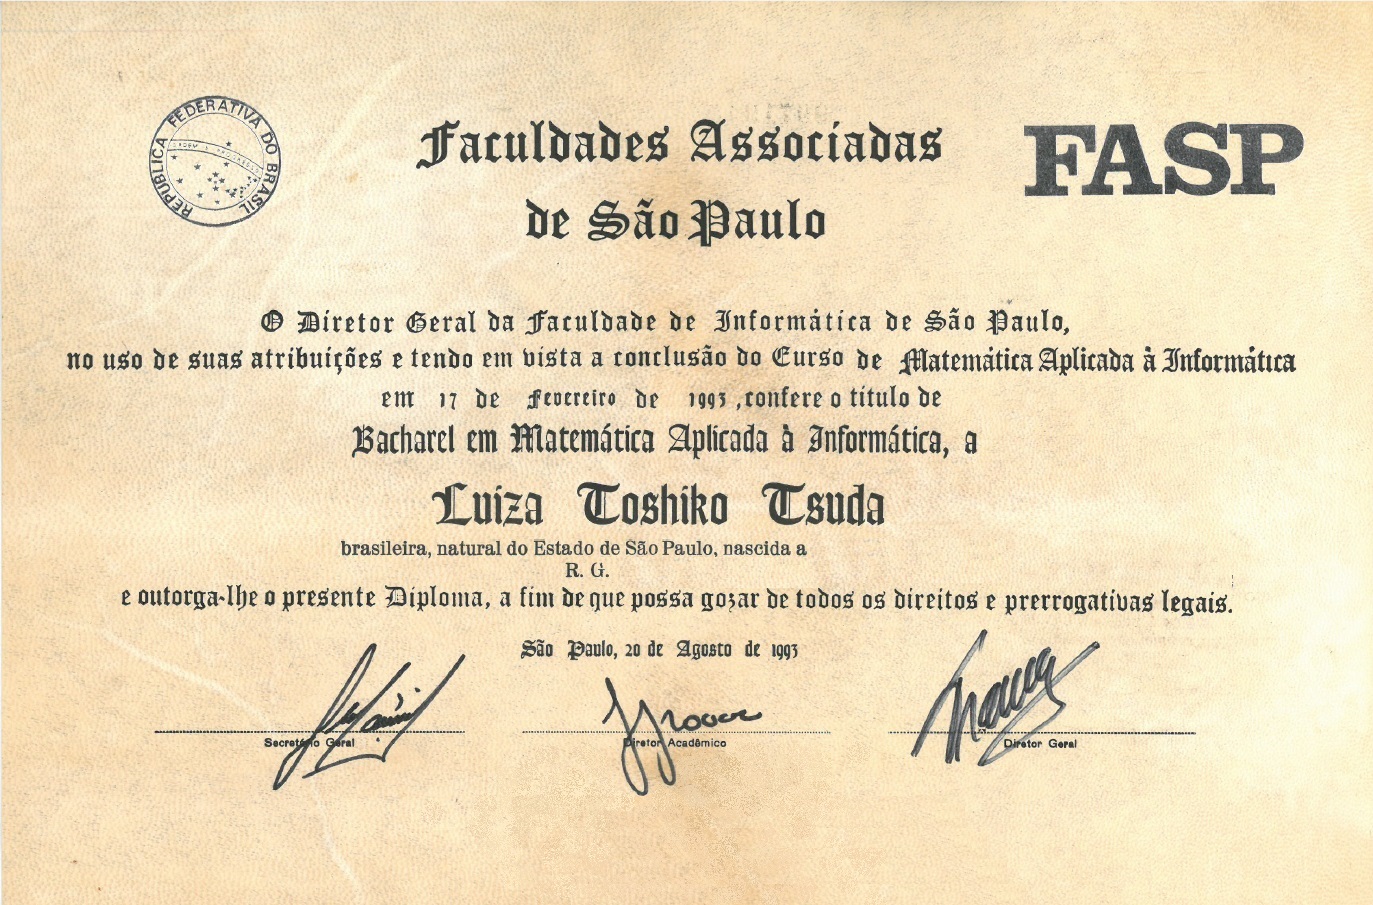 REPUBLICA FEDERATIVA DO BRASIL
ORDEM E PROGRESSO
Faculdades Associadas
de São Paulo
FASP
O Diretor Geral da Faculdade de Informática de São Paulo,
no uso de suas atribuições e tendo em vista a conclusão do Curso de Matemática Aplicada à Informática
em 17 de Fevereiro de 1993, confere o titulo de
Bacharel em Matemática Aplicada à Informática, a
Luiza Toshiko Tsuda
brasileira, natural do Estado de São Paulo, nascida a
R. G.
e outorga-lhe o presente Diploma, a fim de que possa gozar de todos os direitos e prerrogativas legais.
São Paulo, 20 de Agosto de 1993
Secretário Geral
Diretor Acadêmico
Diretor Geral